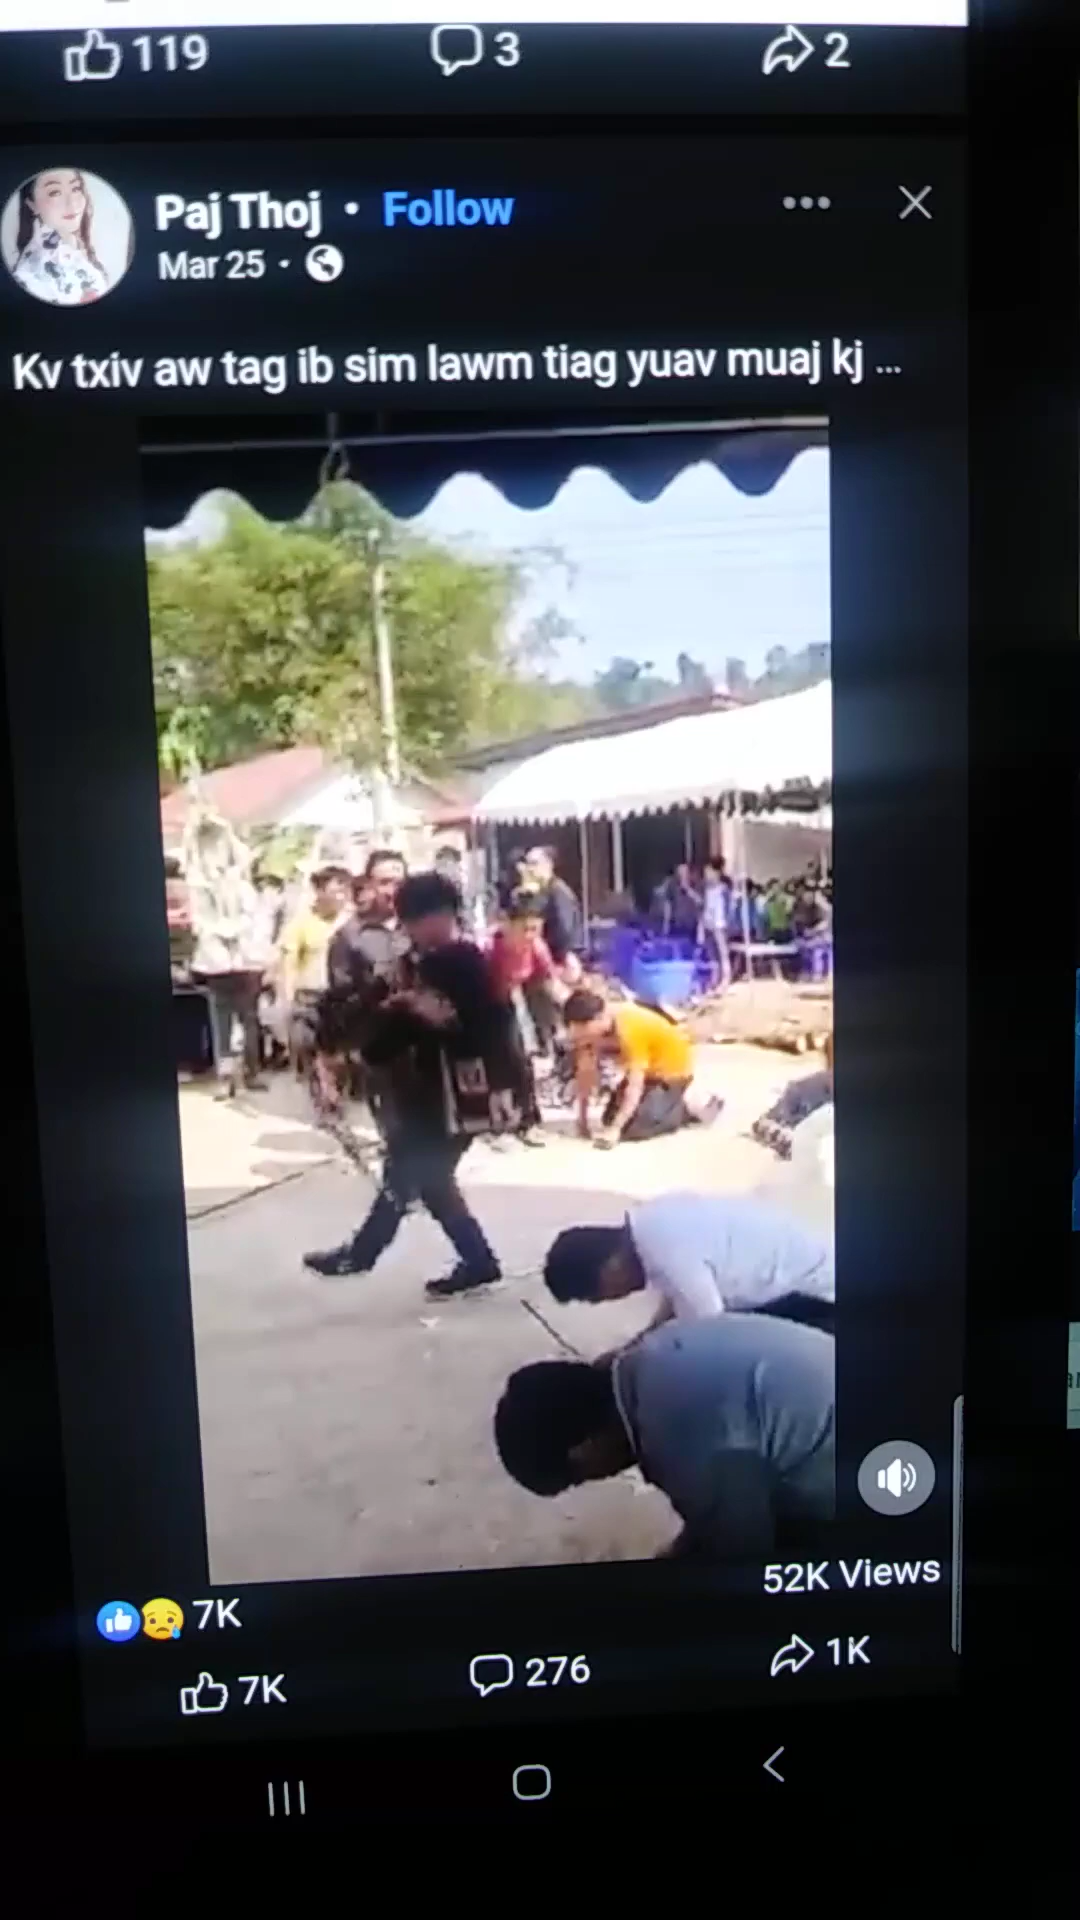 119 3 2
Paj Thoj • Follow
Mar 25 •
Kv txiv aw tag ib sim lawm tiag yuav muaj kj ...
52K Views
7K
7K 276 1K